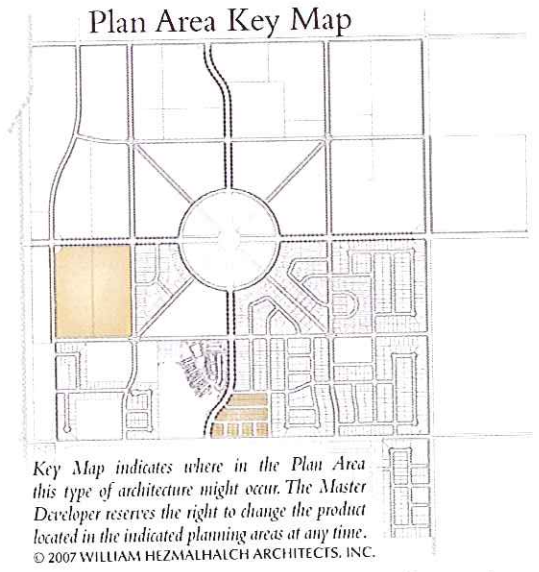 Plan Area Key Map
Key Map indicates where in the Plan Area
this type of architecture might occur. The Master
Developer reserves the right to change the product
located in the indicated planning areas at any time.
© 2007 WILLIAM HEZMALHALCH ARCHITECTS, INC.